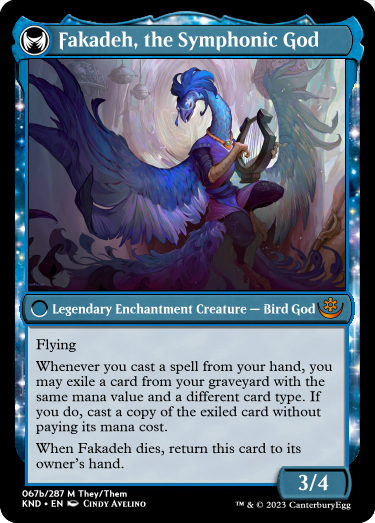 Fakadeh, the Symphonic God
Legendary Enchantment Creature — Bird God
Flying
Whenever you cast a spell from your hand, you
may exile a card from your graveyard with the
same mana value and a different card type. If
you do, cast a copy of the exiled card without
paying its mana cost.
When Fakadeh dies, return this card to its
owner's hand.
3/4
067b/287 M They/Them
KND • EN Cindy Avelino
™ & © 2023 CanterburyEgg